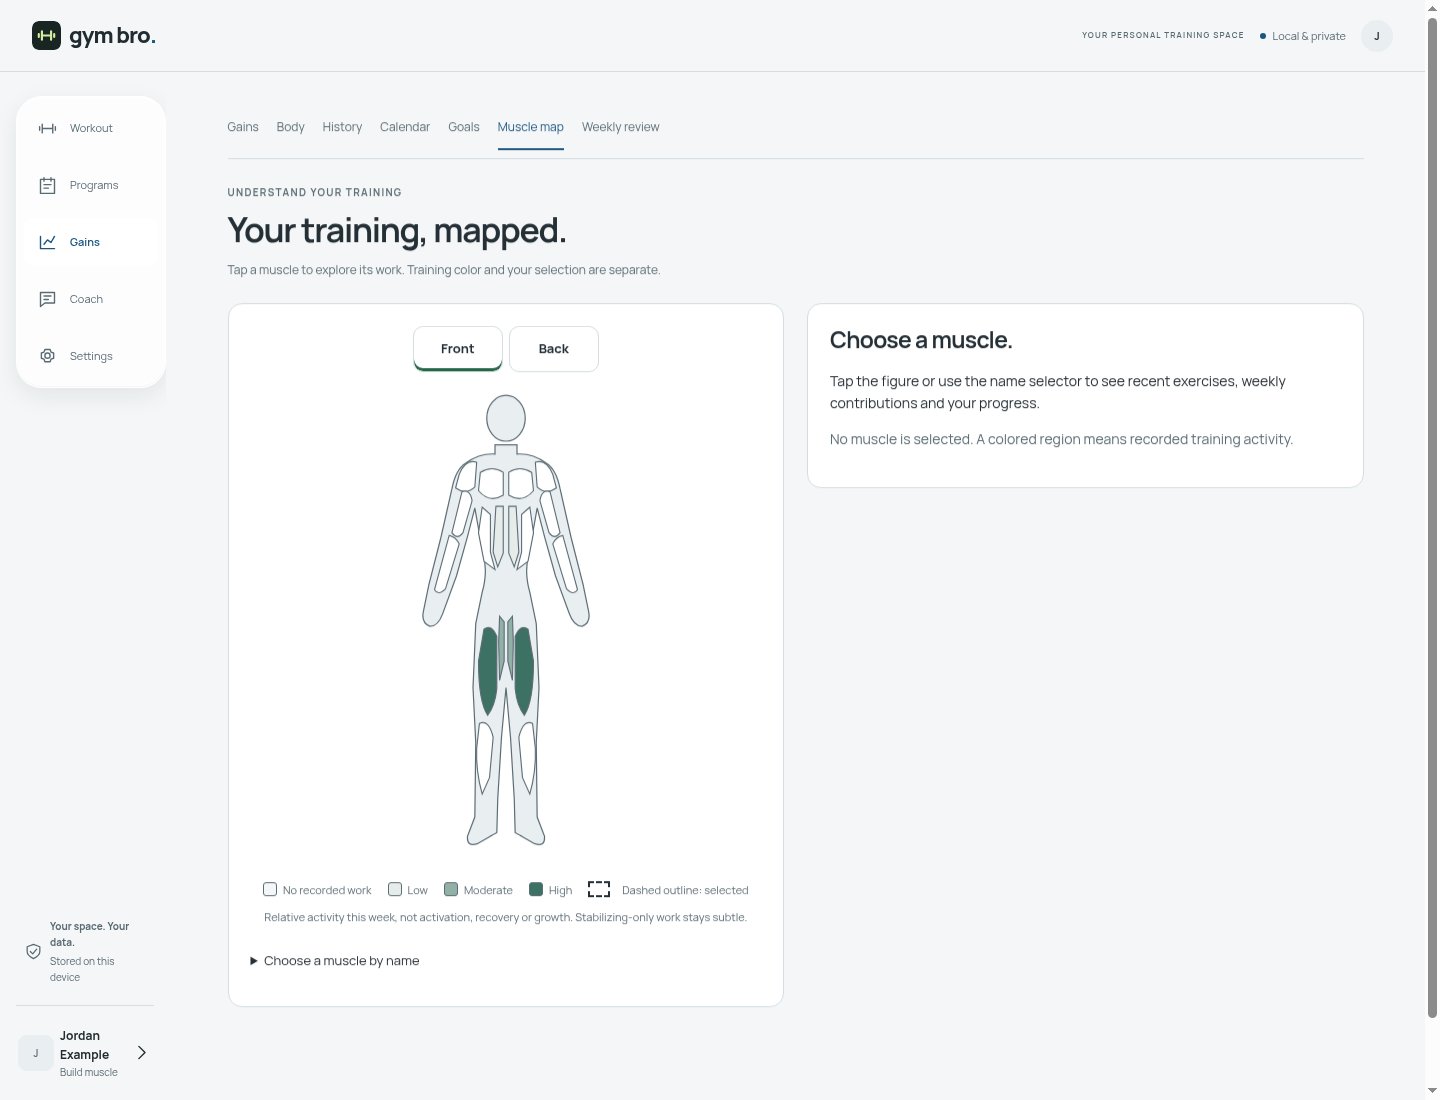 gym bro.
YOUR PERSONAL TRAINING SPACE
Local & private
J
Workout
Programs
Gains
Coach
Settings
Gains Body History Calendar Goals Muscle map Weekly review
UNDERSTAND YOUR TRAINING
Your training, mapped.
Tap a muscle to explore its work. Training color and your selection are separate.
Front
Back
Choose a muscle.
Tap the figure or use the name selector to see recent exercises, weekly
contributions and your progress.
No muscle is selected. A colored region means recorded training activity.
No recorded work Low Moderate High Dashed outline: selected
Relative activity this week, not activation, recovery or growth. Stabilizing-only work stays subtle.
Choose a muscle by name
Your space. Your
data.
Stored on this
device
J
Jordan
Example
Build muscle